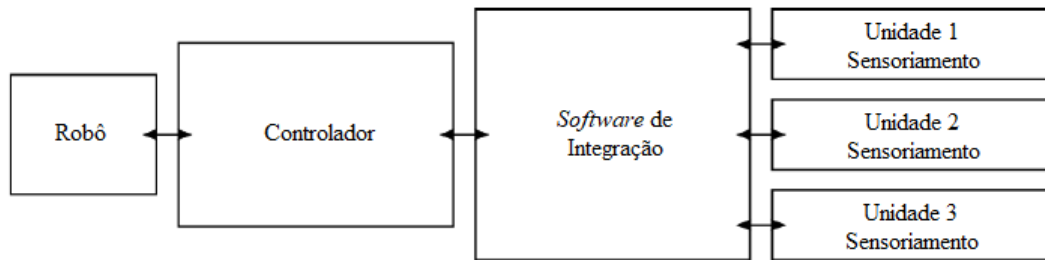 Robô
Controlador
Software de
Integração
Unidade 1
Sensoriamento
Unidade 2
Sensoriamento
Unidade 3
Sensoriamento